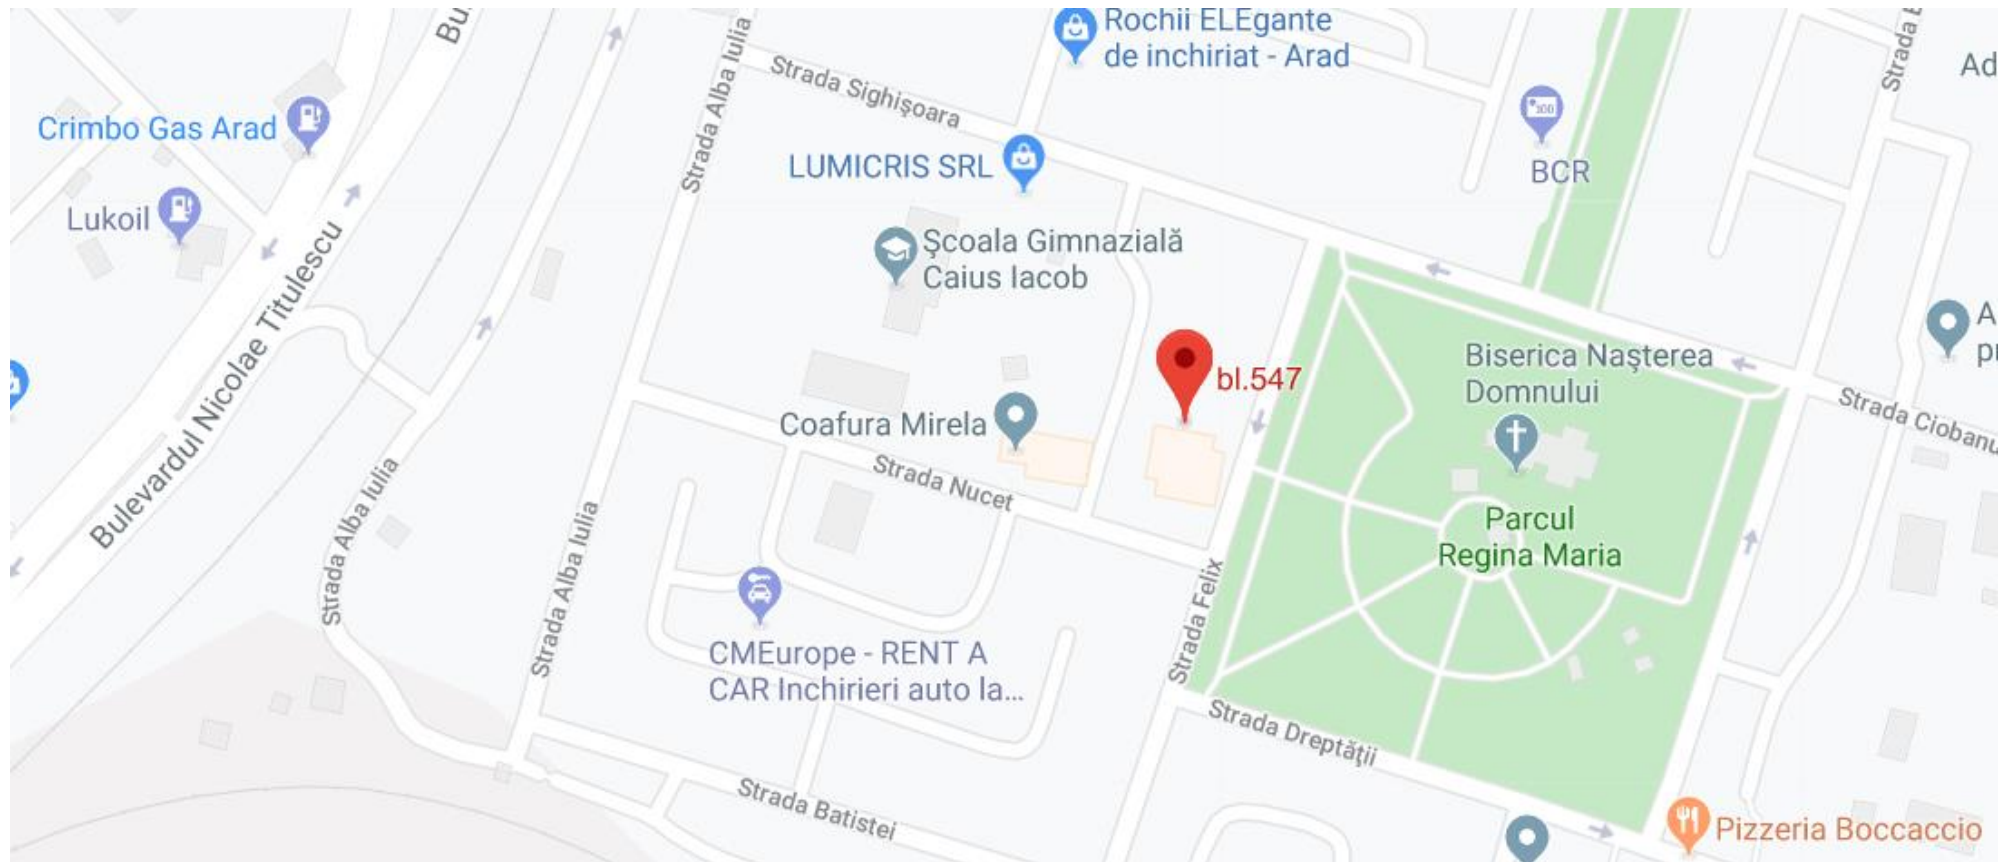 Bu
Rochii ELEgante
de inchiriat - Arad
Strada Alba Iulia
Strada Sighişoara
Strada E
Ad
Crimbo Gas Arad
Lukoil
LUMICRIS SRL
BCR
Şcoala Gimnazială
Caius Iacob
Bulevardul Nicolae Titulescu
bl.547
Biserica Naşterea
Domnului
A
pu
Strada Ciobanu
Coafura Mirela
Strada Nucet
Strada Alba Iulia
Strada Alba Iulia
Parcul
Regina Maria
Strada Felix
CMEurope - RENT A
CAR Inchirieri auto la...
Strada Dreptăţii
Strada Batistei
Pizzeria Boccaccio